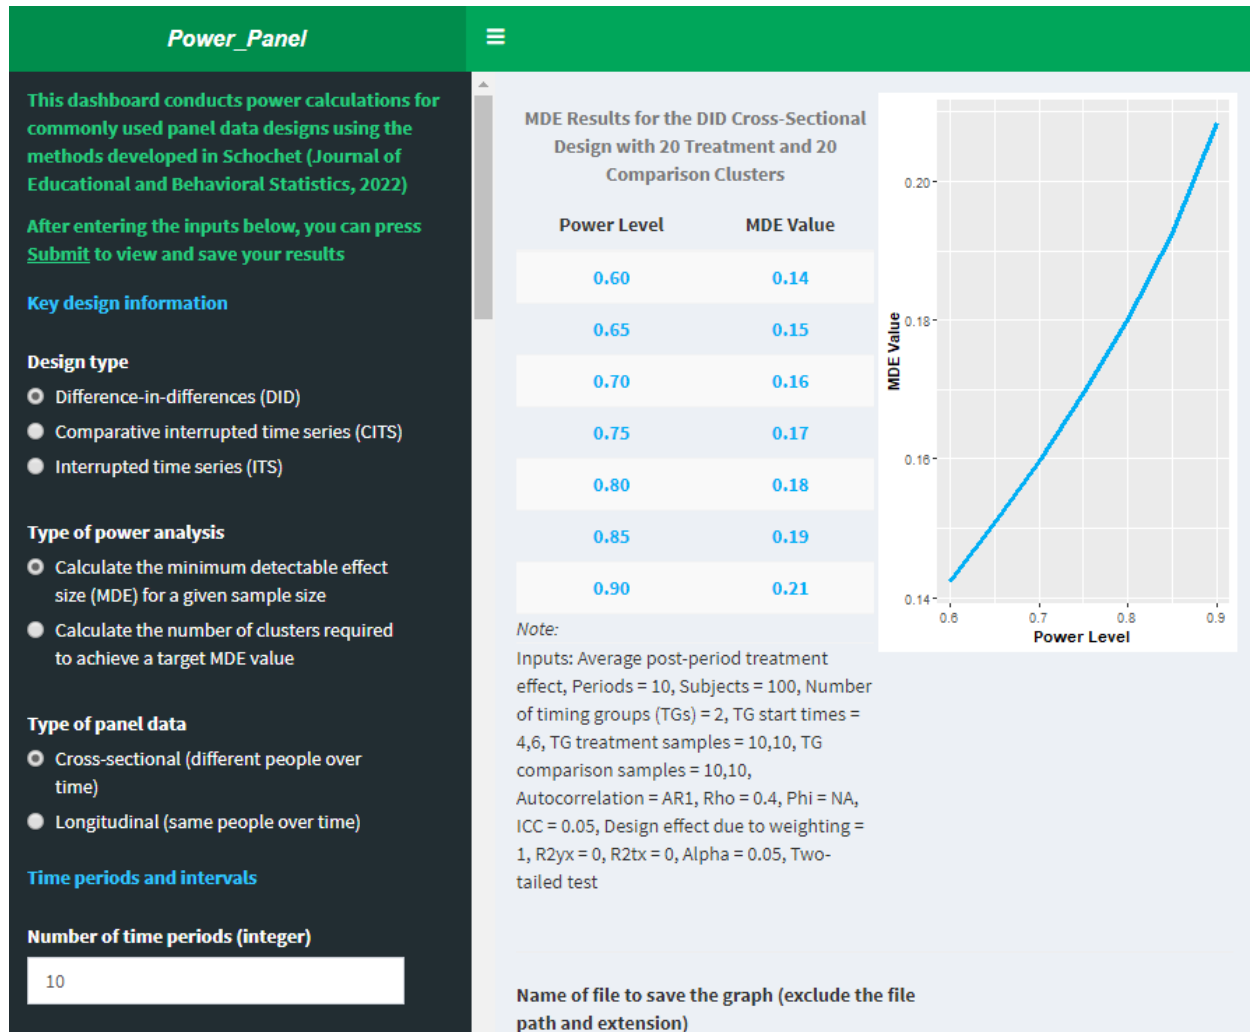 Power_Panel
This dashboard conducts power calculations for
commonly used panel data designs using the
methods developed in Schochet (Journal of
Educational and Behavioral Statistics, 2022)
After entering the inputs below, you can press
Submit to view and save your results
Key design information
Design type
Difference-in-differences (DID)
Comparative interrupted time series (CITS)
Interrupted time series (ITS)
Type of power analysis
Calculate the minimum detectable effect
size (MDE) for a given sample size
Calculate the number of clusters required
to achieve a target MDE value
Type of panel data
Cross-sectional (different people over
time)
Longitudinal (same people over time)
Time periods and intervals
Number of time periods (integer)
10
MDE Results for the DID Cross-Sectional
Design with 20 Treatment and 20
Comparison Clusters
Power Level MDE Value
0.60 0.14
0.65 0.15
0.70 0.16
0.75 0.17
0.80 0.18
0.85 0.19
0.90 0.21
Note:
Inputs: Average post-period treatment
effect, Periods = 10, Subjects = 100, Number
of timing groups (TGs) = 2, TG start times =
4,6, TG treatment samples = 10,10, TG
comparison samples = 10,10,
Autocorrelation = AR1, Rho = 0.4, Phi = NA,
ICC = 0.05, Design effect due to weighting =
1, R2yx = 0, R2tx = 0, Alpha = 0.05, Two-
tailed test
Name of file to save the graph (exclude the file
path and extension)
MDE Value
0.20
0.18
0.16
0.14
0.6 0.7 0.8 0.9
Power Level